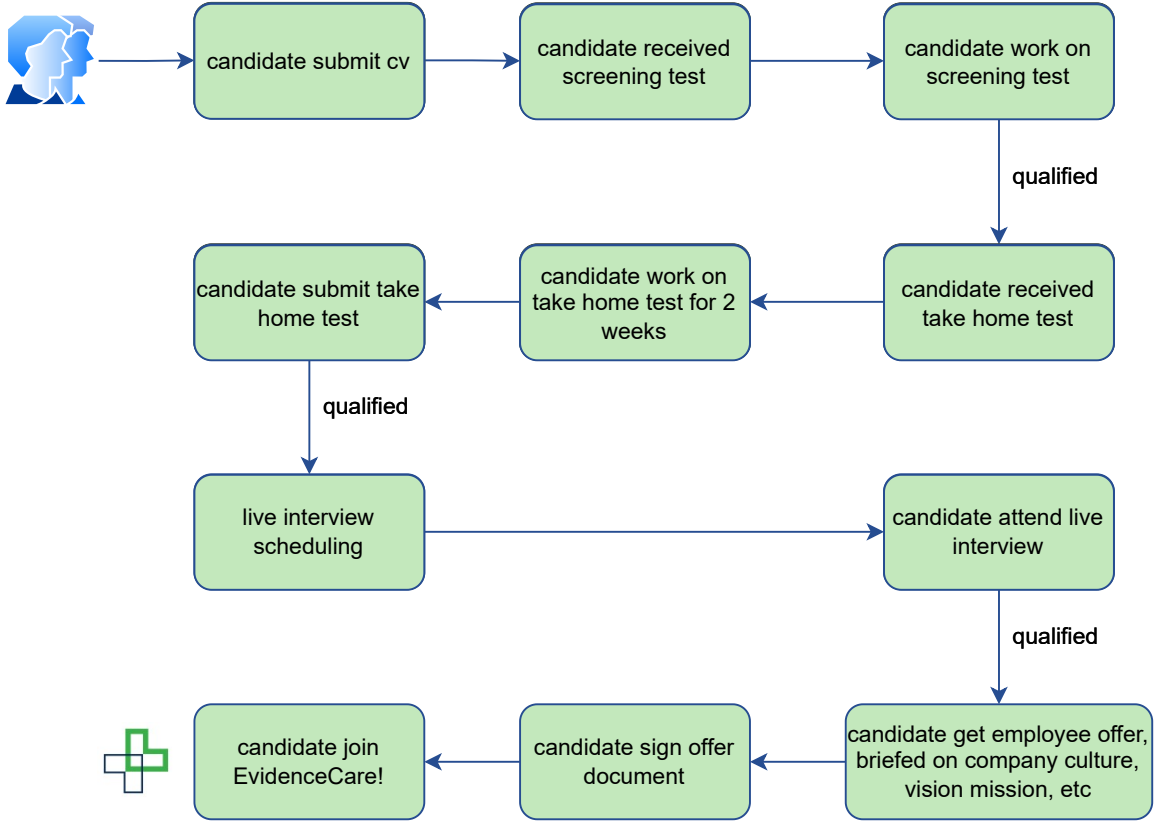 candidate submit cv
candidate received
screening test
candidate work on
screening test
qualified
candidate received
take home test
candidate work on
take home test for 2
weeks
candidate submit take
home test
qualified
live interview
scheduling
candidate attend live
interview
qualified
candidate get employee offer,
briefed on company culture,
vision mission, etc
candidate sign offer
document
candidate join
EvidenceCare!